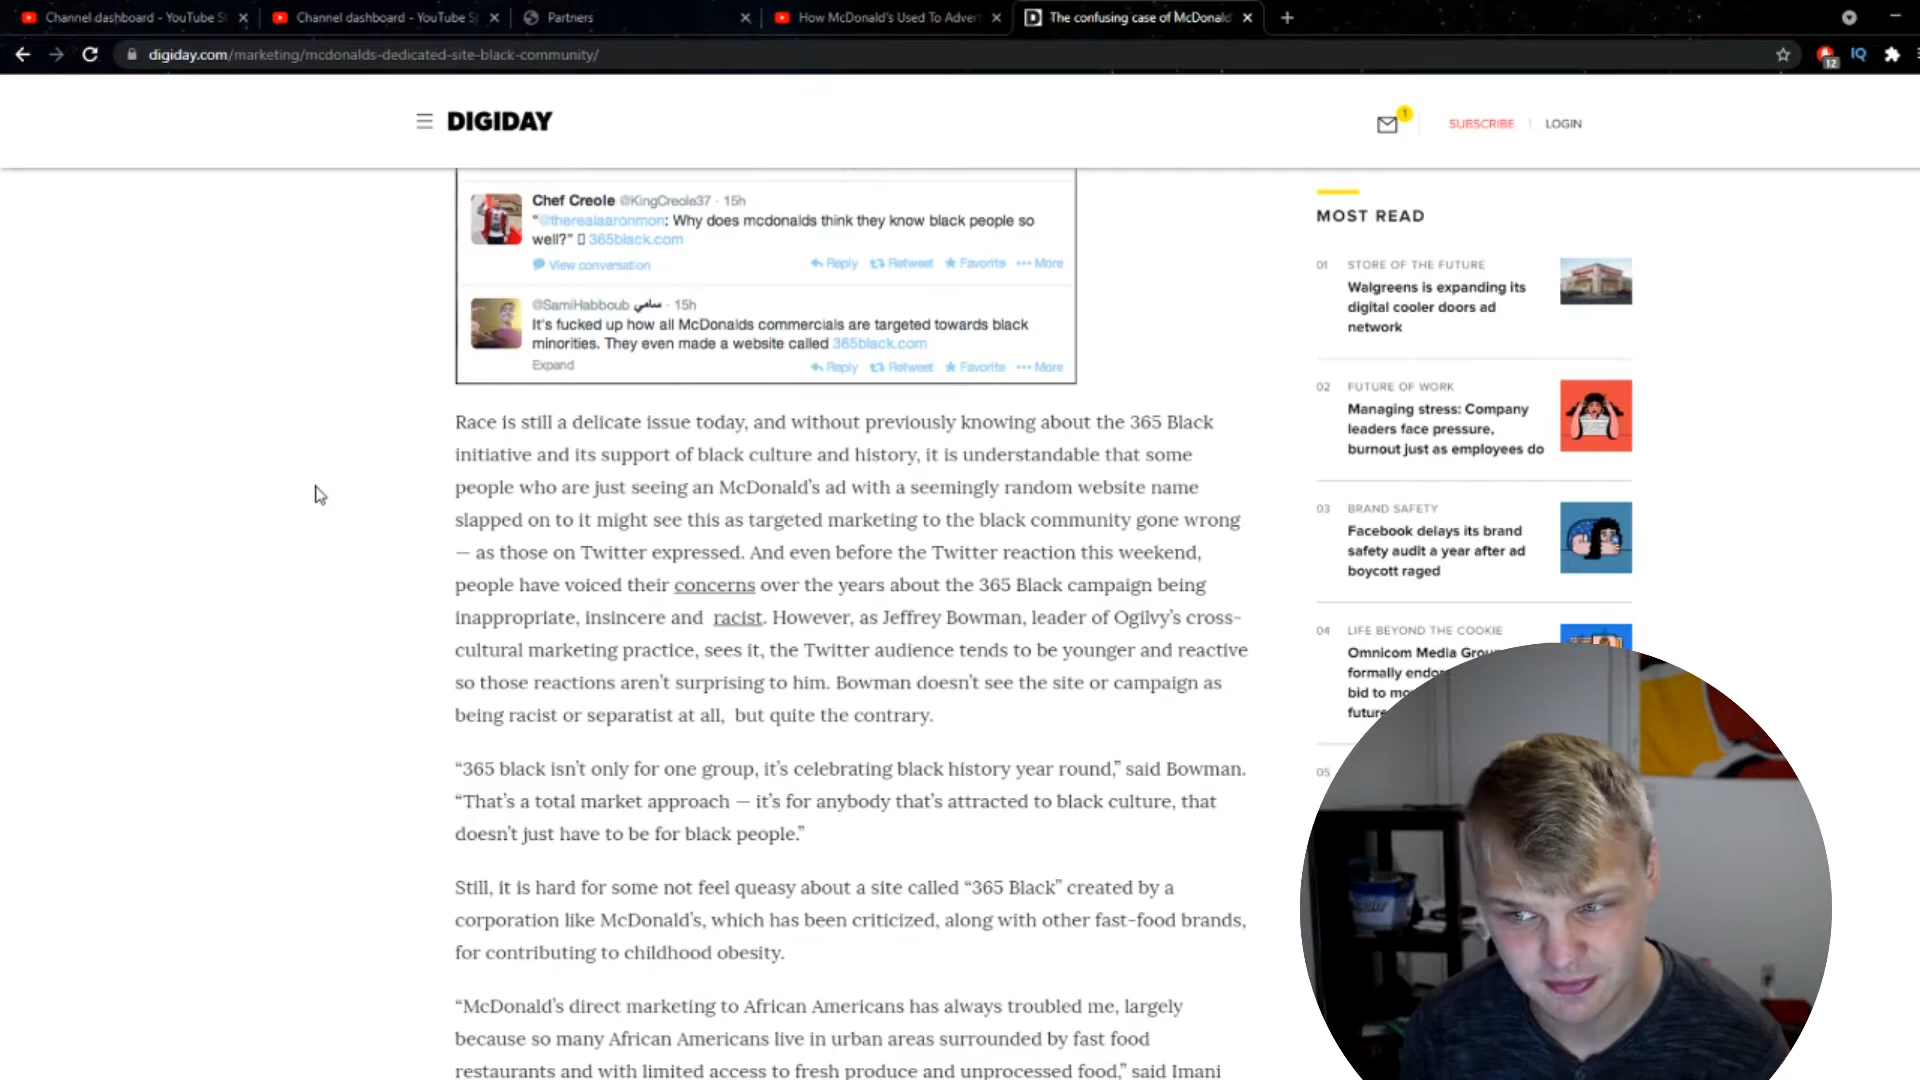 Channel dashboard - YouTube St
Channel dashboard - YouTube S
Partners
How McDonald's Used To Adver
The confusing case of McDonald
digiday.com/marketing/mcdonalds-dedicated-site-black-community/
12
IQ
DIGIDAY
1
SUBSCRIBE
LOGIN
Chef Creole @KingCreole37 · 15h
"@therealaaronmon: Why does mcdonalds think they know black people so
well?" 365black.com
View conversation
Reply Retweet Favorite ••• More
@SamiHabboub سامي · 15h
It's fucked up how all McDonalds commercials are targeted towards black
minorities. They even made a website called 365black.com
Expand
Reply Retweet Favorite ••• More
Race is still a delicate issue today, and without previously knowing about the 365 Black
initiative and its support of black culture and history, it is understandable that some
people who are just seeing an McDonald's ad with a seemingly random website name
slapped on to it might see this as targeted marketing to the black community gone wrong
— as those on Twitter expressed. And even before the Twitter reaction this weekend,
people have voiced their concerns over the years about the 365 Black campaign being
inappropriate, insincere and racist. However, as Jeffrey Bowman, leader of Ogilvy's cross-
cultural marketing practice, sees it, the Twitter audience tends to be younger and reactive
so those reactions aren't surprising to him. Bowman doesn't see the site or campaign as
being racist or separatist at all, but quite the contrary.
“365 black isn't only for one group, it's celebrating black history year round,” said Bowman.
“That's a total market approach — it's for anybody that's attracted to black culture, that
doesn't just have to be for black people.”
Still, it is hard for some not feel queasy about a site called “365 Black” created by a
corporation like McDonald's, which has been criticized, along with other fast-food brands,
for contributing to childhood obesity.
“McDonald's direct marketing to African Americans has always troubled me, largely
because so many African Americans live in urban areas surrounded by fast food
restaurants and with limited access to fresh produce and unprocessed food,” said Imani
MOST READ
01 STORE OF THE FUTURE
Walgreens is expanding its
digital cooler doors ad
network
02 FUTURE OF WORK
Managing stress: Company
leaders face pressure,
burnout just as employees do
03 BRAND SAFETY
Facebook delays its brand
safety audit a year after ad
boycott raged
04 LIFE BEYOND THE COOKIE
Omnicom Media Grou
formally endor
bid to mo
future
05